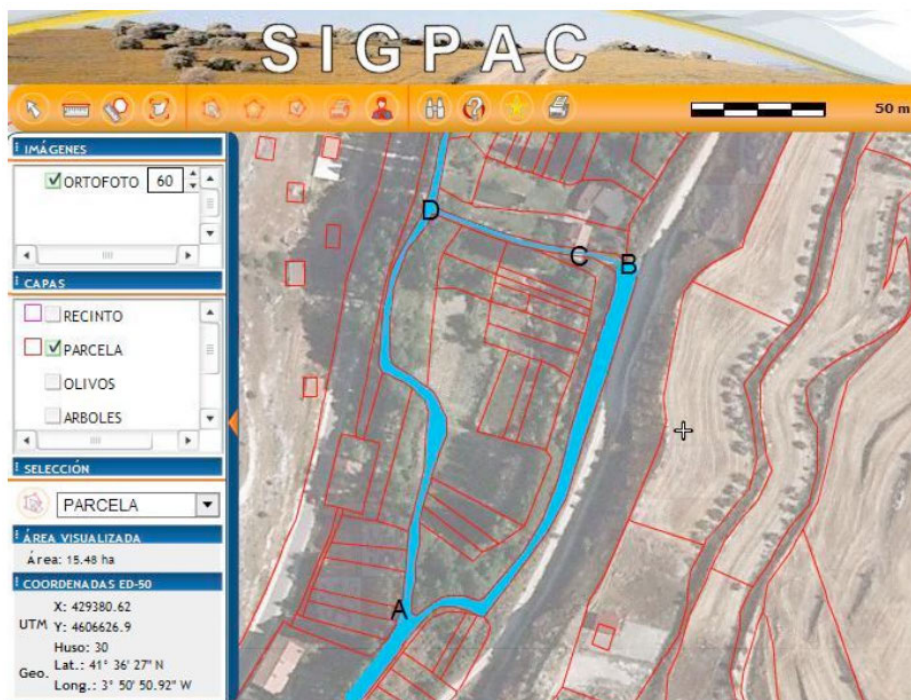 SIGPAC
50 m
IMÁGENES
ORTOFOTO 60
CAPAS
RECINTO
PARCELA
OLIVOS
ARBOLES
SELECCIÓN
PARCELA
ÁREA VISUALIZADA
Área: 15.48 ha
COORDENADAS ED-50
X: 429380.62
UTM Y: 4606626.9
Huso: 30
Geo. Lat.: 41° 36' 27" N
Long.: 3° 50' 50.92" W
D
C
B
A